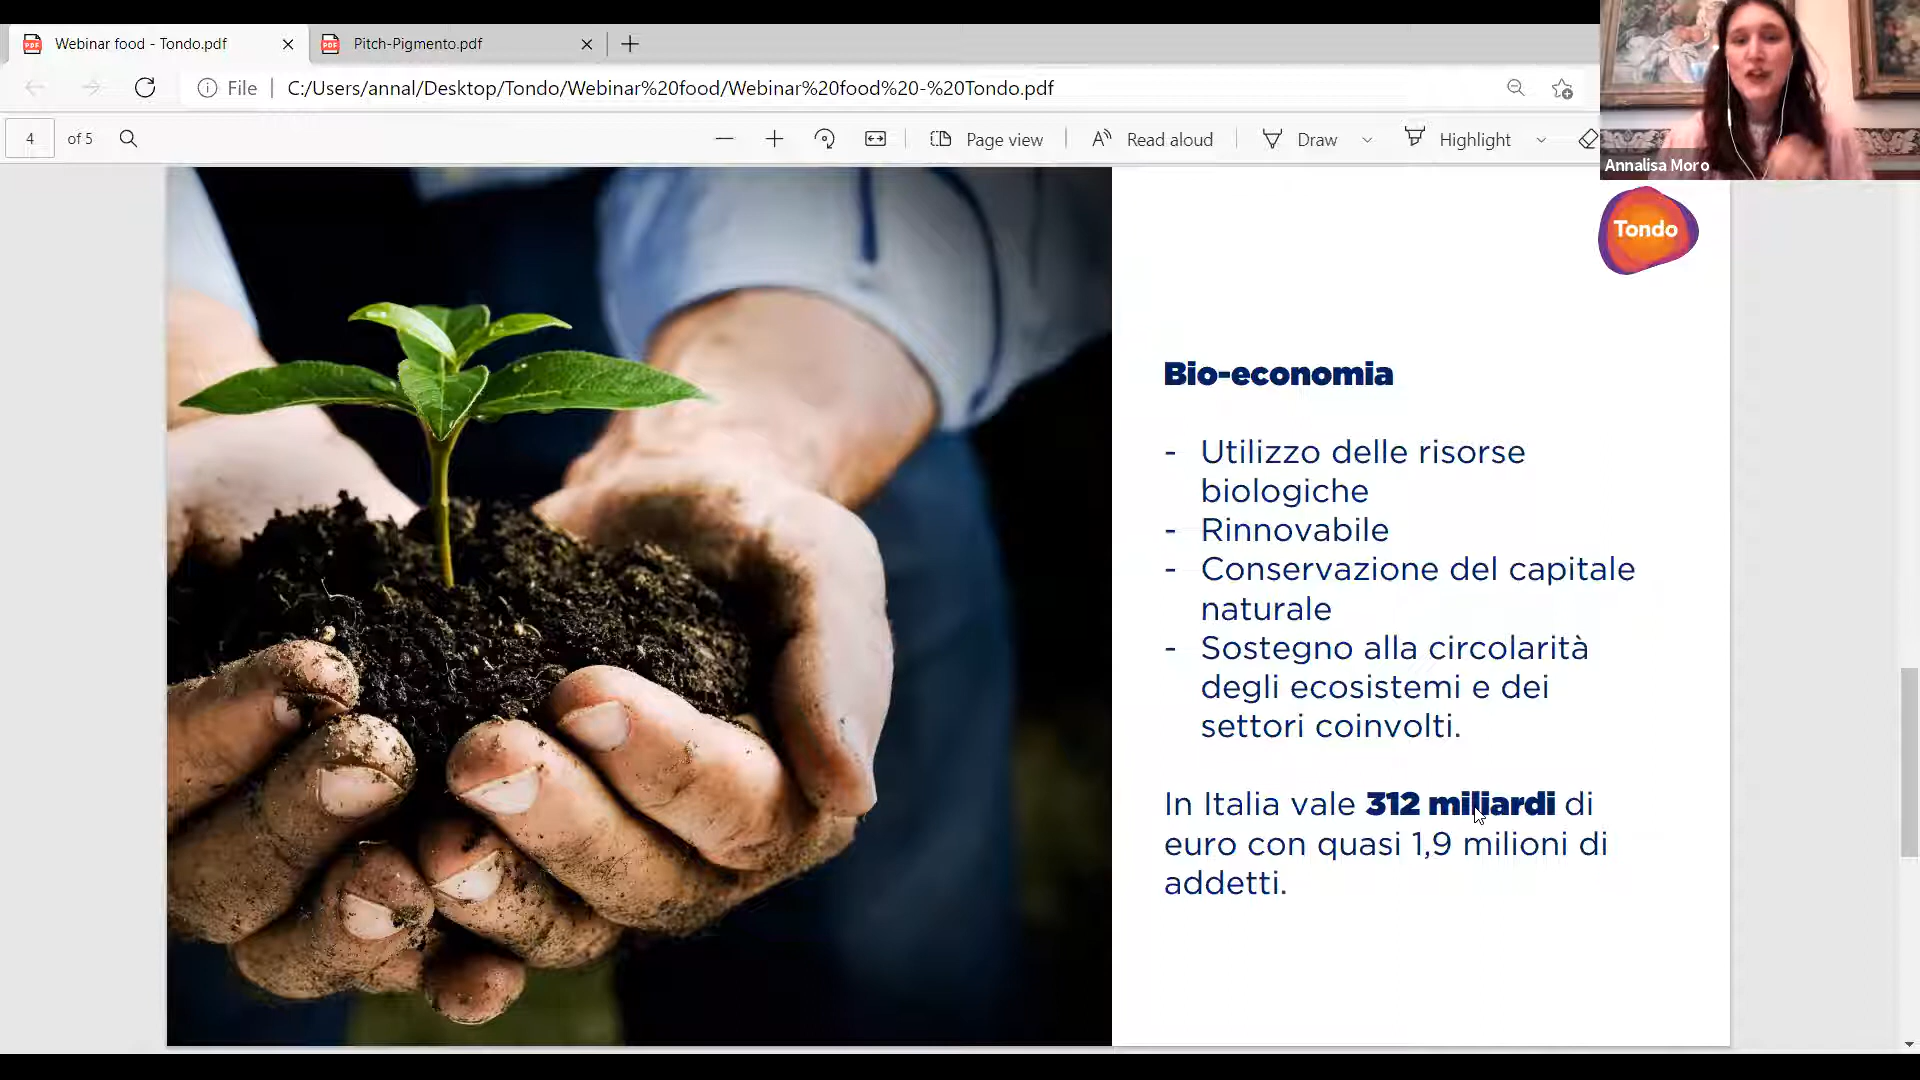 Webinar food - Tondo.pdf
Pitch-Pigmento.pdf
File
C:/Users/annal/Desktop/Tondo/Webinar%20food/Webinar%20food%20-%20Tondo.pdf
4 of 5
Page view
Read aloud
Draw
Highlight
Annalisa Moro
Tondo
Bio-economia
- Utilizzo delle risorse
biologiche
- Rinnovabile
- Conservazione del capitale
naturale
- Sostegno alla circolarità
degli ecosistemi e dei
settori coinvolti.
In Italia vale 312 miliardi di
euro con quasi 1,9 milioni di
addetti.